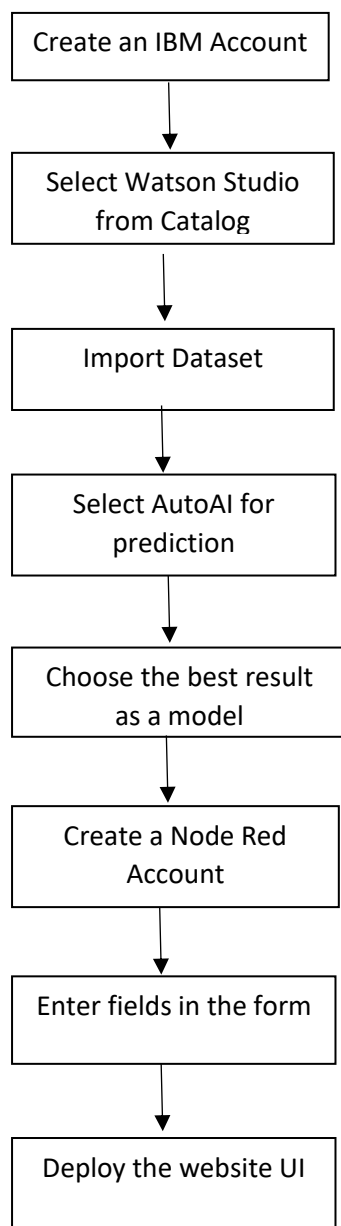 Create an IBM Account
Select Watson Studio
from Catalog
Import Dataset
Select AutoAI for
prediction
Choose the best result
as a model
Create a Node Red
Account
Enter fields in the form
Deploy the website UI